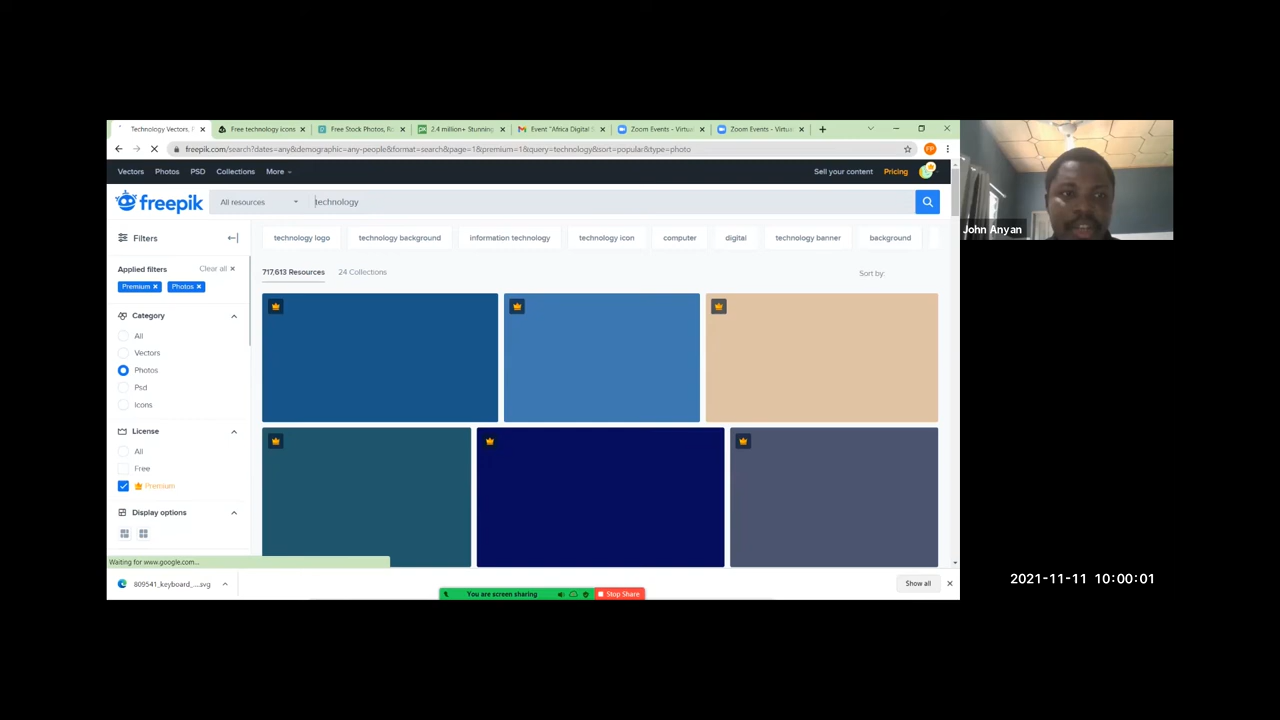 Technology Vectors, P
Free technology icons
Free Stock Photos, Ro
2.4 million+ Stunning
Event "Africa Digital S
Zoom Events - Virtua
Zoom Events - Virtua
freepik.com/search?dates=any&demographic=any-people&format=search&page=1&premium=1&query=technology&sort=popular&type=photo
Vectors Photos PSD Collections More
Sell your content Pricing
freepik
All resources
technology
Filters
technology logo
technology background
information technology
technology icon
computer
digital
technology banner
background
Applied filters Clear all
Premium Photos
717,613 Resources 24 Collections
Sort by:
Category
All
Vectors
Photos
Psd
Icons
License
All
Free
Premium
Display options
Waiting for www.google.com...
809541_keyboard_...svg
Show all
You are screen sharing Stop Share
John Anyan
2021-11-11 10:00:01